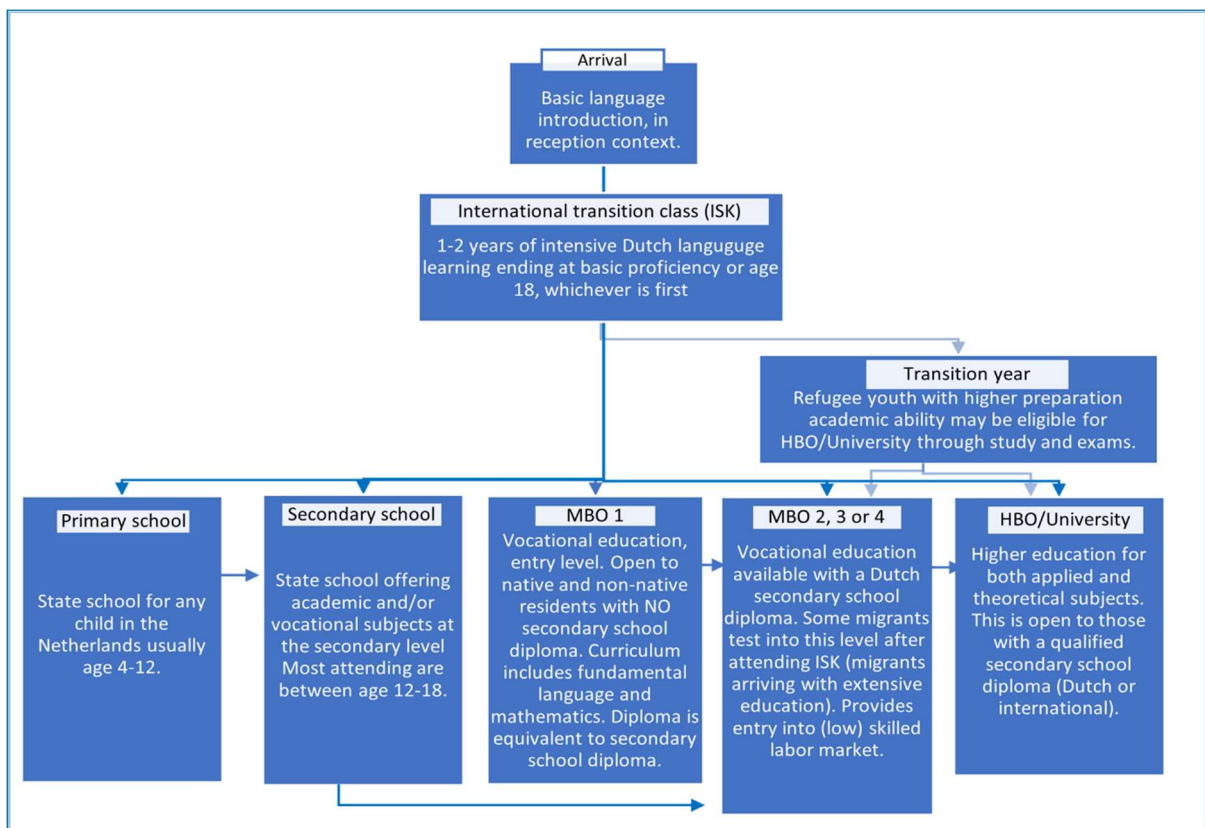 Arrival
Basic language
introduction, in
reception context.
International transition class (ISK)
1-2 years of intensive Dutch languguge
learning ending at basic proficiency or age
18, whichever is first
Transition year
Refugee youth with higher preparation
academic ability may be eligible for
HBO/University through study and exams.
Primary school
State school for any
child in the
Netherlands usually
age 4-12.
Secondary school
State school offering
academic and/or
vocational subjects at
the secondary level
Most attending are
between age 12-18.
MBO 1
Vocational education,
entry level. Open to
native and non-native
residents with NO
secondary school
diploma. Curriculum
includes fundamental
language and
mathematics. Diploma is
equivalent to secondary
school diploma.
MBO 2, 3 or 4
Vocational education
available with a Dutch
secondary school
diploma. Some migrants
test into this level after
attending ISK (migrants
arriving with extensive
education). Provides
entry into (low) skilled
labor market.
HBO/University
Higher education for
both applied and
theoretical subjects.
This is open to those
with a qualified
secondary school
diploma (Dutch or
international).